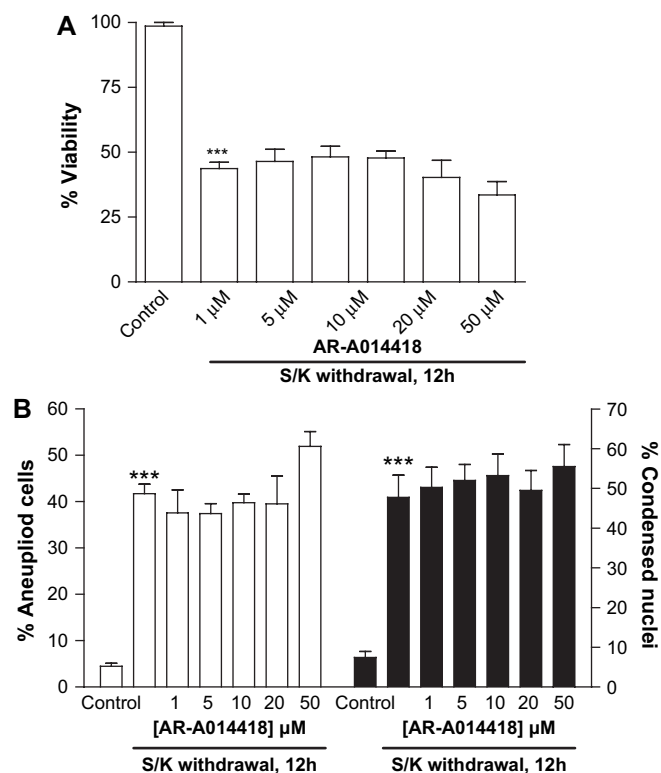 A
% Viability
100
75
50
25
0
***
Control
1 µM
5 µM
10 µM
20 µM
50 µM
AR-A014418
S/K withdrawal, 12h
B
% Aneupliod cells
60
50
40
30
20
10
0
***
***
% Condensed nuclei
70
60
50
40
30
20
10
0
Control 1 5 10 20 50 Control 1 5 10 20 50
[AR-A014418] µM [AR-A014418] µM
S/K withdrawal, 12h S/K withdrawal, 12h